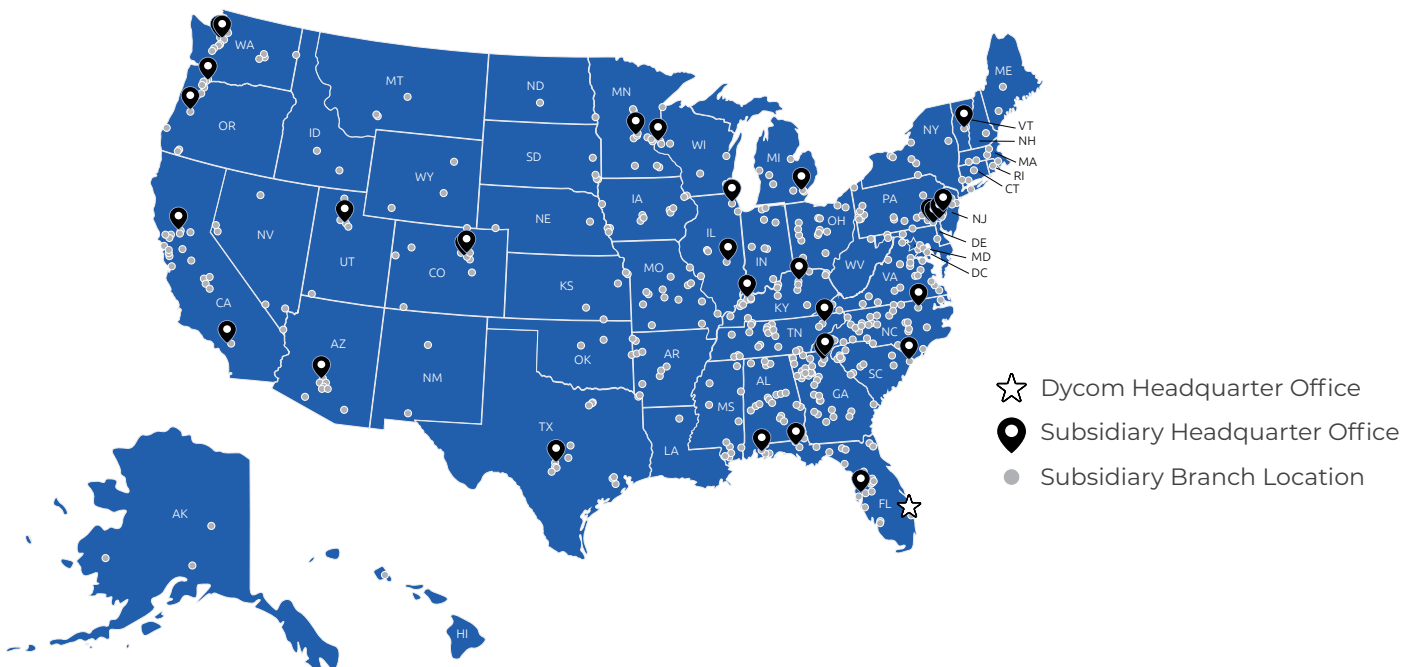 WA
ME
MT
ND
MN
OR
ID
VT
NH
NY
WI
SD
MI
MA
RI
WY
CT
IA
PA
NE
NJ
OH
NV
IL
DE
MD
UT
CO
IN
WV
DC
MO
VA
KS
CA
KY
NC
TN
AZ
OK
AR
NM
SC
AL
GA
MS
TX
LA
FL
AK
HI
Dycom Headquarter Office
Subsidiary Headquarter Office
Subsidiary Branch Location